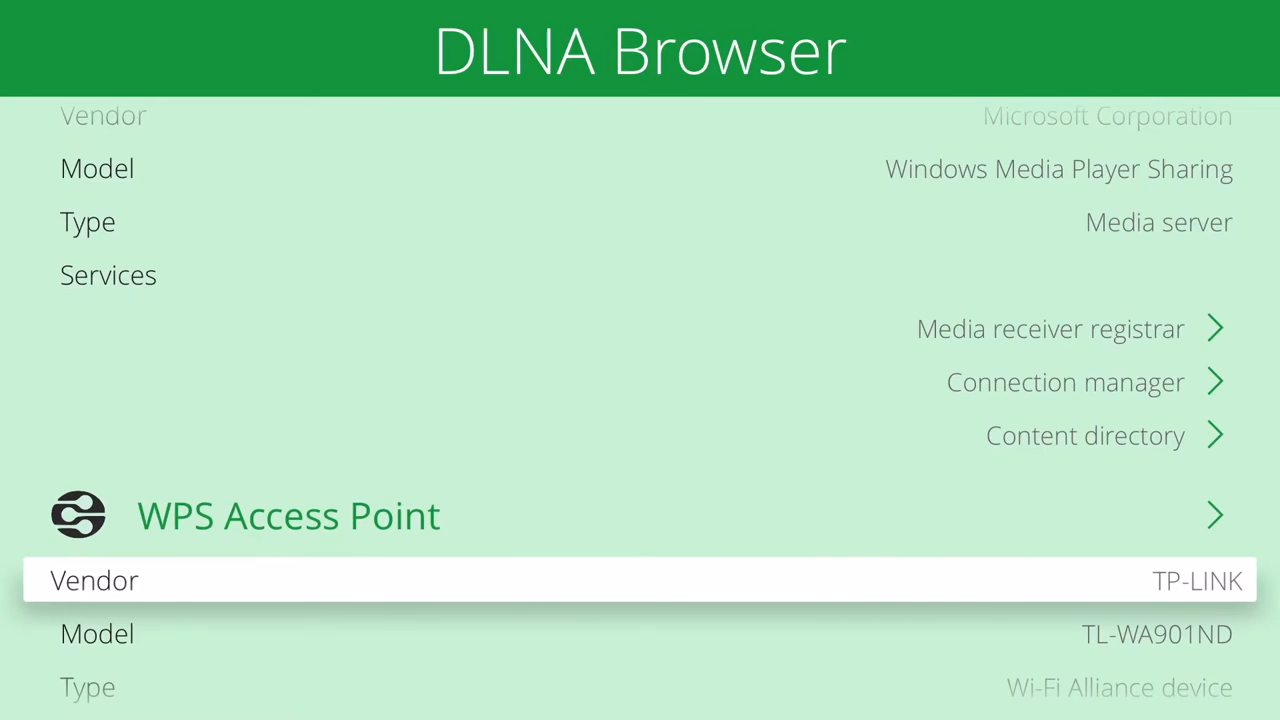 DLNA Browser
Vendor Microsoft Corporation
Model Windows Media Player Sharing
Type Media server
Services
Media receiver registrar
Connection manager
Content directory
WPS Access Point
Vendor TP-LINK
Model TL-WA901ND
Type Wi-Fi Alliance device